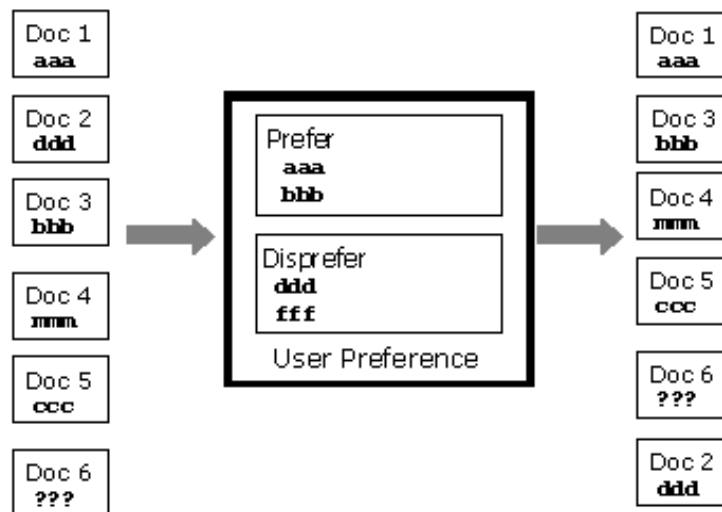 Doc 1
aaa
Doc 2
ddd
Doc 3
bbb
Doc 4
mmm
Doc 5
ccc
Doc 6
???
Prefer
aaa
bbb
Disprefer
ddd
fff
User Preference
Doc 1
aaa
Doc 3
bbb
Doc 4
mmm
Doc 5
ccc
Doc 6
???
Doc 2
ddd